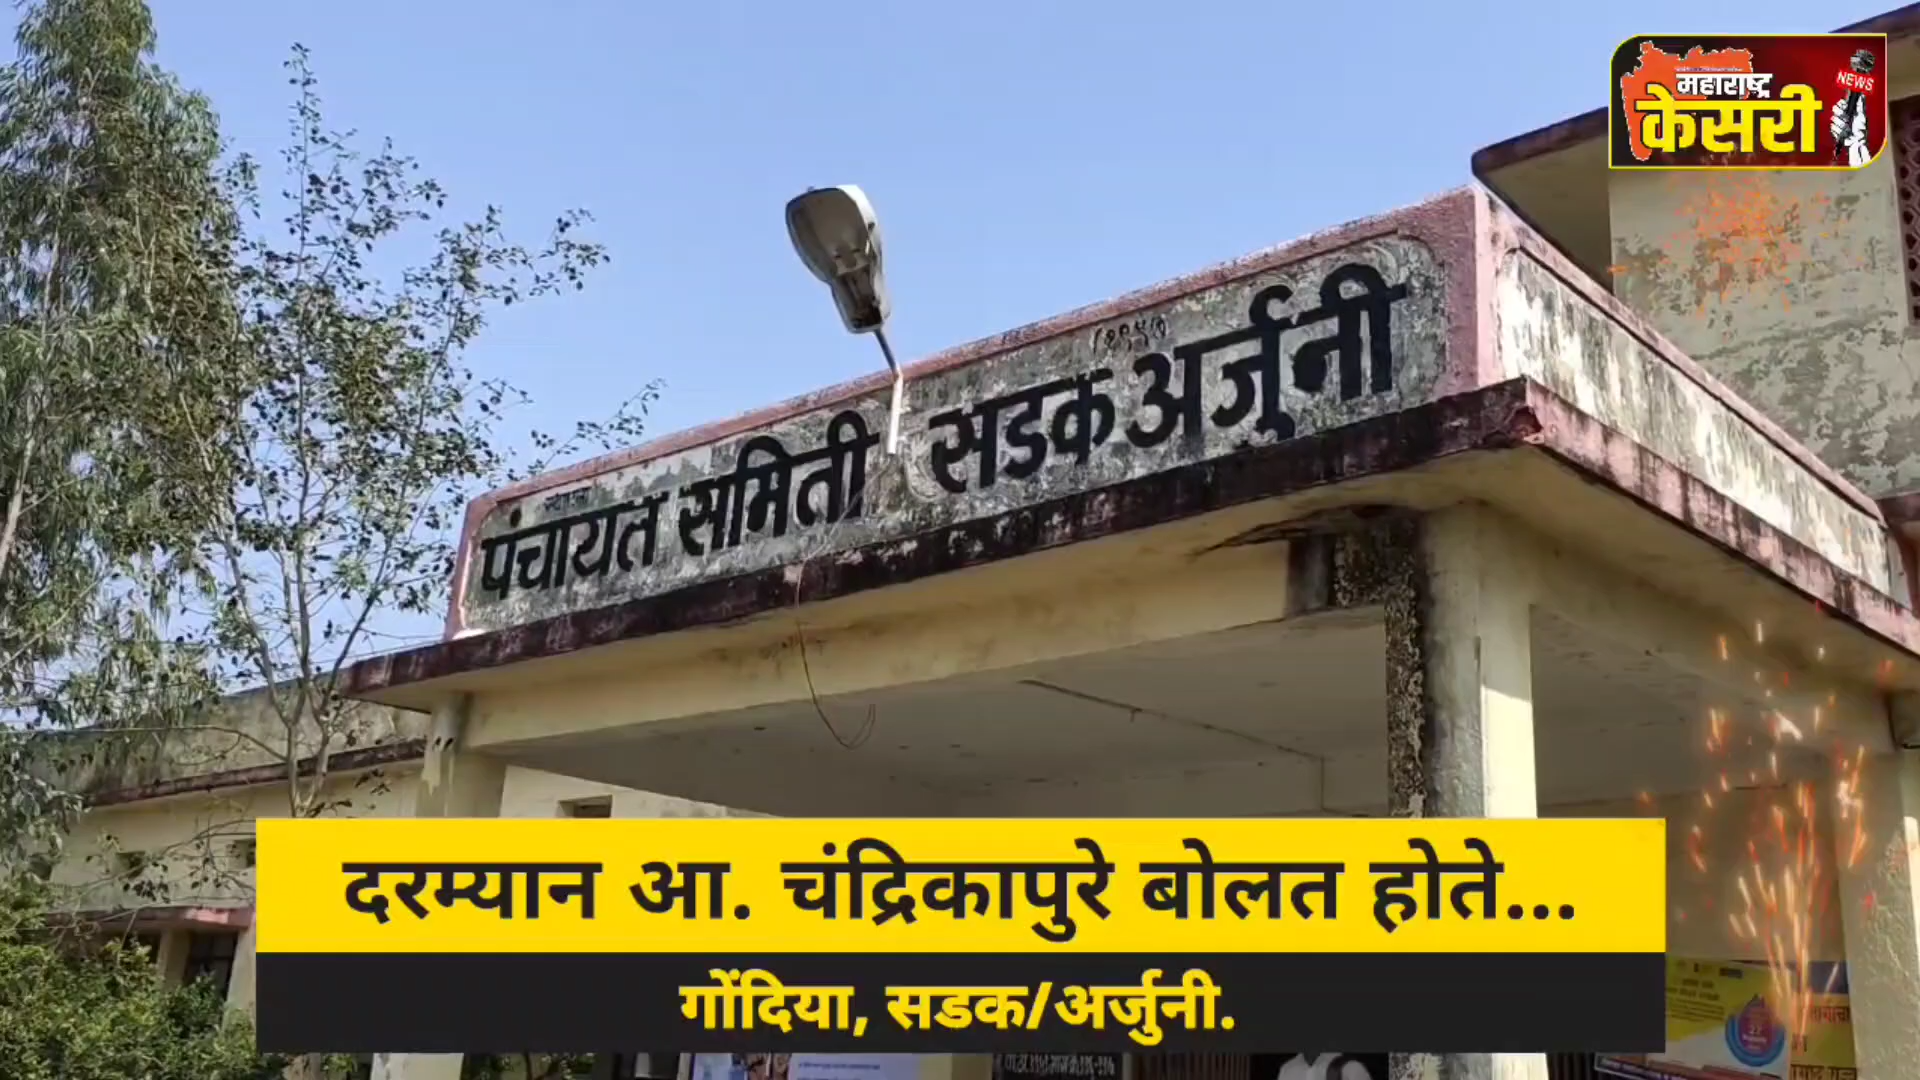 महाराष्ट्र
केसरी
NEWS
पंचायत समिती सडक अर्जुनी
दरम्यान आ. चंद्रिकापुरे बोलत होते...
गोंदिया, सडक/अर्जुनी.